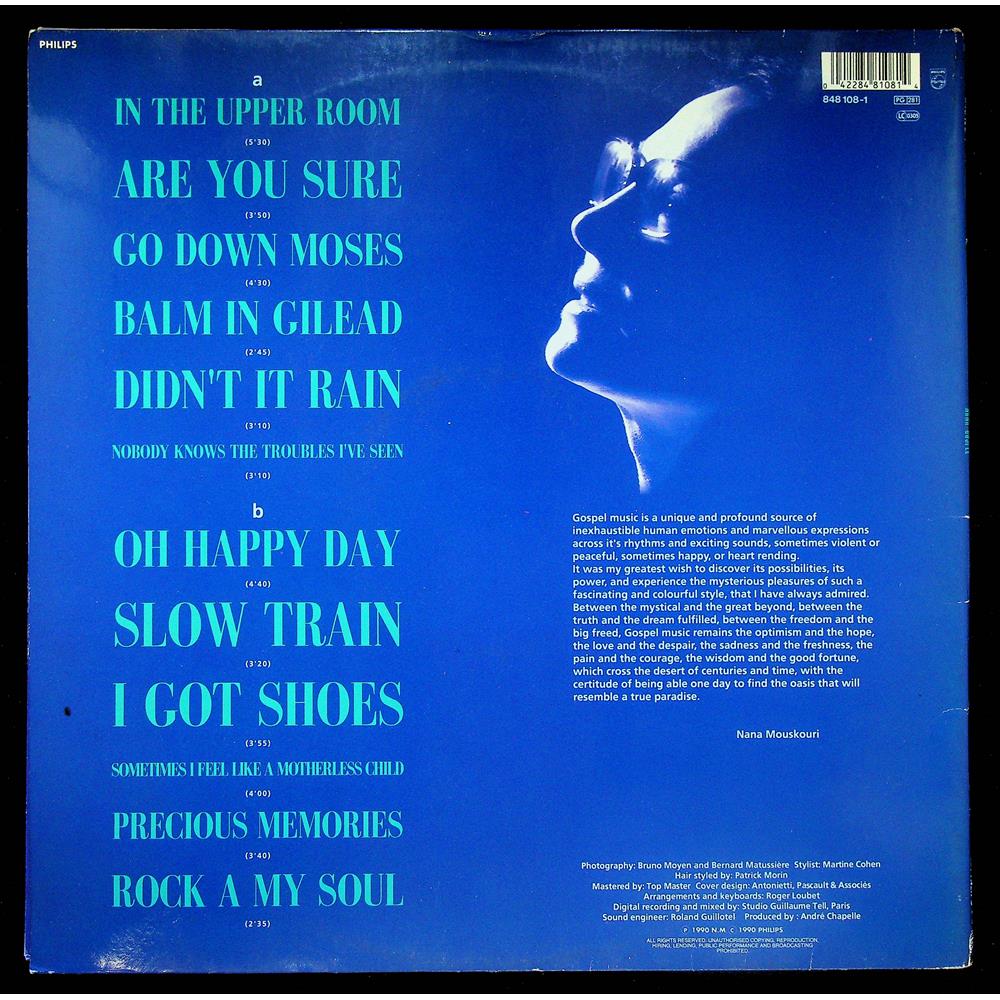 PHILIPS
a
IN THE UPPER ROOM
(5'30)
ARE YOU SURE
(3'50)
GO DOWN MOSES
(4'30)
BALM IN GILEAD
(2'45)
DIDN'T IT RAIN
(3'10)
NOBODY KNOWS THE TROUBLES I'VE SEEN
(3'10)
b
OH HAPPY DAY
(4'40)
SLOW TRAIN
(3'20)
I GOT SHOES
(3'55)
SOMETIMES I FEEL LIKE A MOTHERLESS CHILD
(4'00)
PRECIOUS MEMORIES
(3'40)
ROCK A MY SOUL
(2'35)
0 42284 81081 4
848 108-1
PG 281
LC 0305
PHILIPS
Gospel music is a unique and profound source of
inexhaustible human emotions and marvellous expressions
across it's rhythms and exciting sounds, sometimes violent or
peaceful, sometimes happy, or heart rending.
It was my greatest wish to discover its possibilities, its
power, and experience the mysterious pleasures of such a
fascinating and colourful style, that I have always admired.
Between the mystical and the great beyond, between the
truth and the dream fulfilled, between the freedom and the
big freed, Gospel music remains the optimism and the hope,
the love and the despair, the sadness and the freshness, the
pain and the courage, the wisdom and the good fortune,
which cross the desert of centuries and time, with the
certitude of being able one day to find the oasis that will
resemble a true paradise.
Nana Mouskouri
Photography: Bruno Moyen and Bernard Matussière Stylist: Martine Cohen
Hair styled by: Patrick Morin
Mastered by: Top Master Cover design: Antonietti, Pascault & Associés
Arrangements and keyboards: Roger Loubet
Digital recording and mixed by: Studio Guillaume Tell, Paris
Sound engineer: Roland Guillotel Produced by : André Chapelle
℗ 1990 N.M © 1990 PHILIPS
ALL RIGHTS RESERVED. UNAUTHORISED COPYING, REPRODUCTION,
HIRING, LENDING, PUBLIC PERFORMANCE AND BROADCASTING
PROHIBITED.